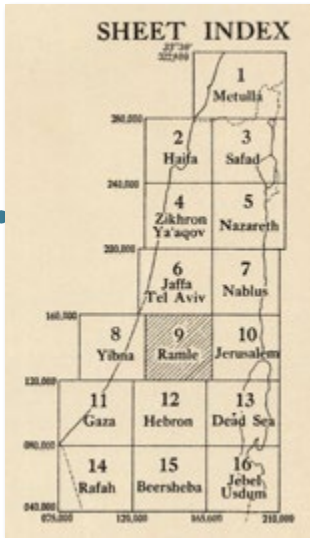 SHEET INDEX
1
Metulla
280,000
2 3
Haifa Safad
240,000
4 5
Zikhron
Ya'aqov Nazareth
200,000
6 7
Jaffa
Tel Aviv Nablus
160,000
8 9 10
Yibna Ramle Jerusalem
120,000
11 12 13
Gaza Hebron Dead Sea
080,000
14 15 16
Rafah Beersheba Jebel
Usdum
040,000
075,000 120,000 165,000 210,000